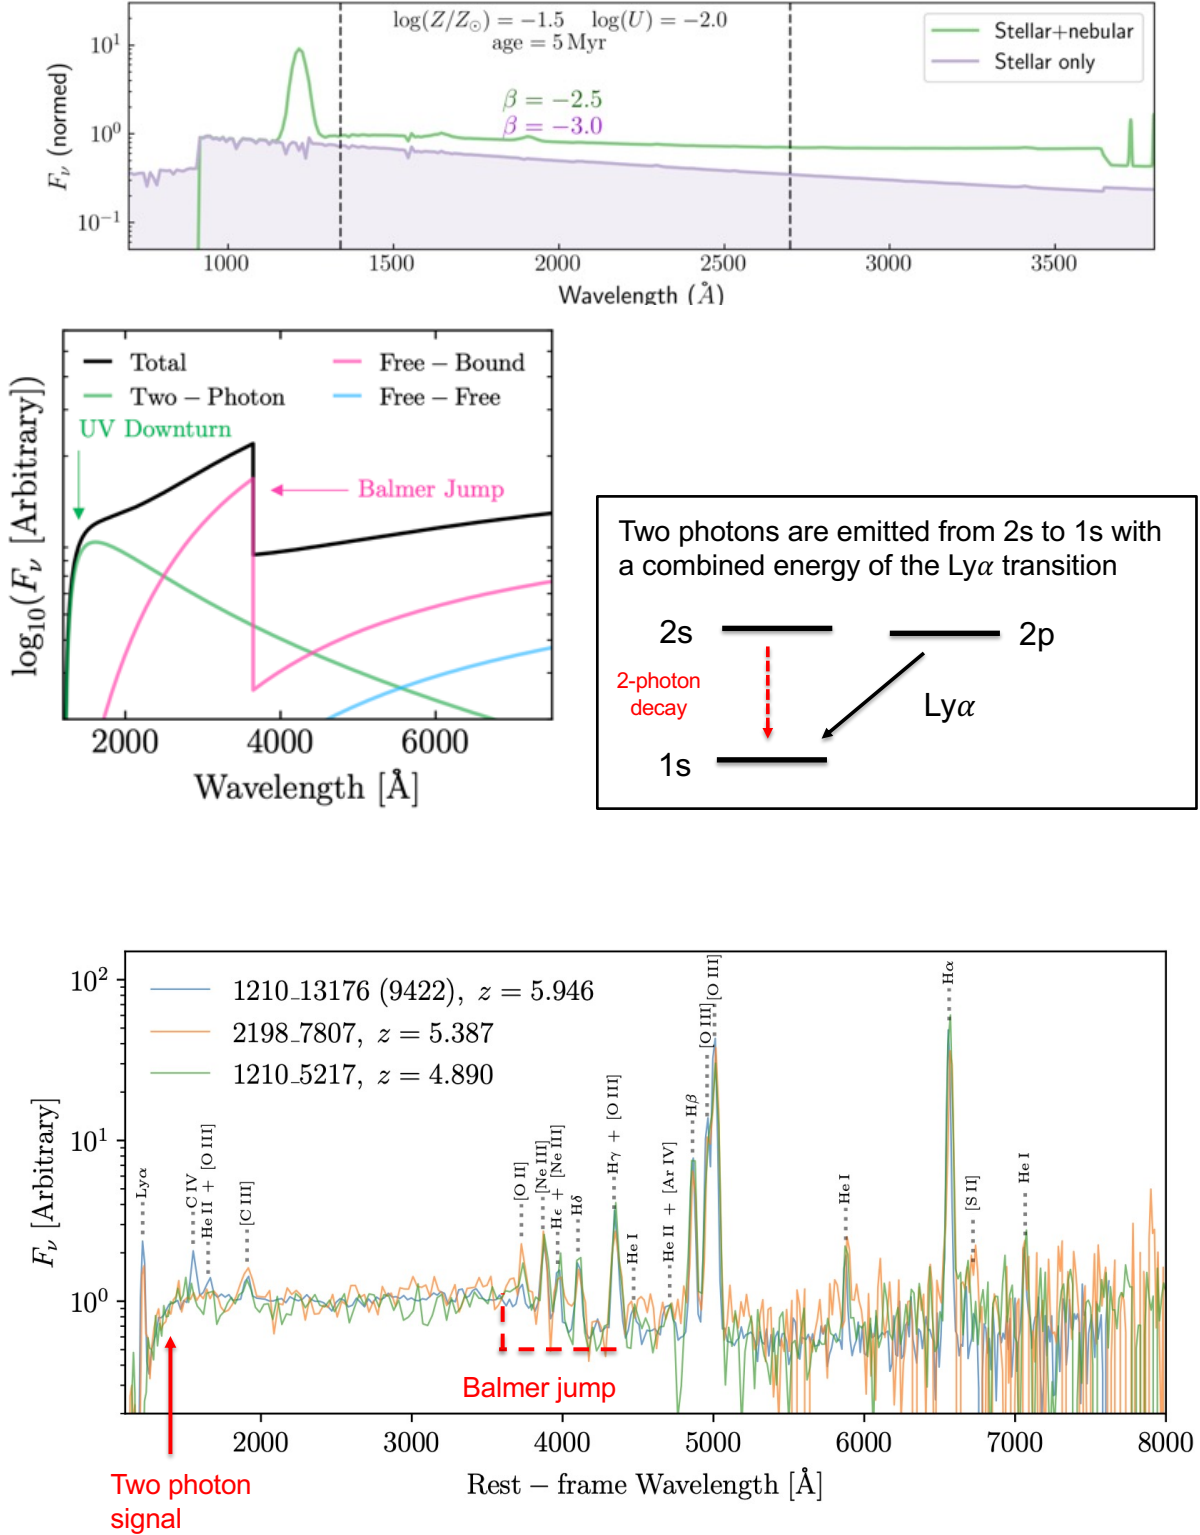 log(Z/Z⊙) = −1.5 log(U) = −2.0
age = 5 Myr
β = −2.5
β = −3.0
Stellar+nebular
Stellar only
F_ν (normed)
10¹
10⁰
10⁻¹
1000 1500 2000 2500 3000 3500
Wavelength (Å)
Total
Two − Photon
Free − Bound
Free − Free
UV Downturn
Balmer Jump
log₁₀(F_ν [Arbitrary])
2000 4000 6000
Wavelength [Å]
Two photons are emitted from 2s to 1s with
a combined energy of the Lyα transition
2s
2p
2-photon
decay
Lyα
1s
1210_13176 (9422), z = 5.946
2198_7807, z = 5.387
1210_5217, z = 4.890
F_ν [Arbitrary]
10²
10¹
10⁰
Lyα
C IV
He II + [O III]
[C III]
[O II]
[Ne III]
Hϵ + [Ne III]
Hδ
Hγ + [O III]
He I
He II + [Ar IV]
Hβ
[O III]
[O III]
He I
Hα
[S II]
He I
Balmer jump
2000 3000 4000 5000 6000 7000 8000
Rest − frame Wavelength [Å]
Two photon
signal